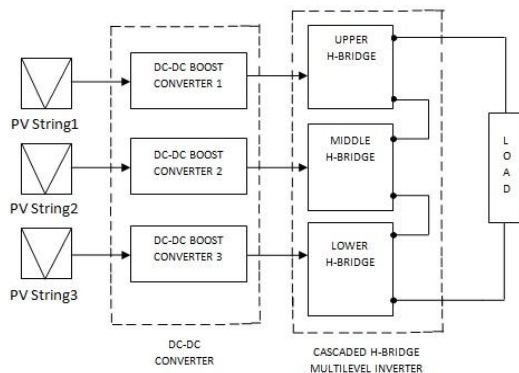 PV String1
DC-DC BOOST
CONVERTER 1
UPPER
H-BRIDGE
PV String2
DC-DC BOOST
CONVERTER 2
MIDDLE
H-BRIDGE
PV String3
DC-DC BOOST
CONVERTER 3
LOWER
H-BRIDGE
L
O
A
D
DC-DC
CONVERTER
CASCADED H-BRIDGE
MULTILEVEL INVERTER